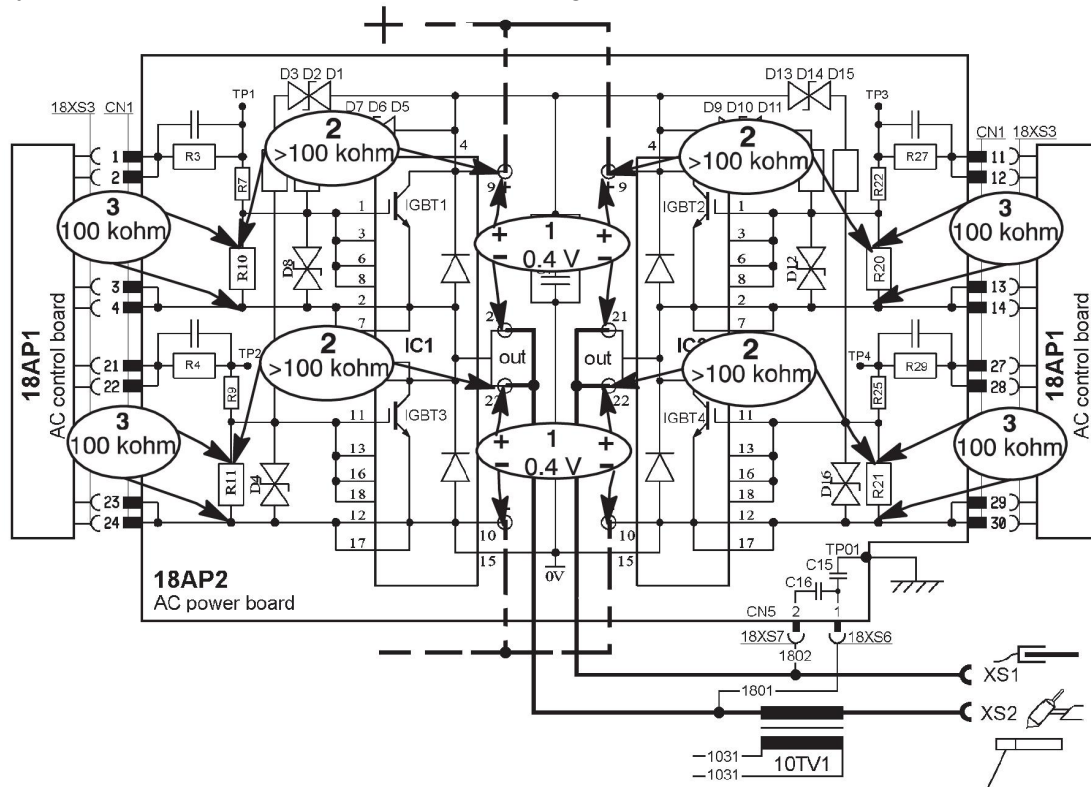 +
D3 D2 D1
D13 D14 D15
18XS3 CN1
TP1
D7 D6 D5
D9 D10 D11
TP3
CN1 18XS3
2
>100 kohm
2
>100 kohm
4
4
1
2
R3
R7
R27
R22
11
12
9
+
9
+
3
100 kohm
1
IGBT1
IGBT2
1
3
100 kohm
1
0.4 V
+
+
−
−
R10
D8
3
6
8
3
6
8
D12
R20
3
4
2
7
2
7
13
14
18AP1
AC control board
18AP1
AC control board
21
22
R4
TP2
R9
2
>100 kohm
IC1
out
21
out
22
2
>100 kohm
TP4
R25
R29
27
28
3
100 kohm
11
IGBT3
1
0.4 V
+
+
−
−
IGBT4
11
3
100 kohm
R11
D4
13
16
18
13
16
18
D16
R21
23
24
12
17
10
15
10
15
12
17
29
30
0V
TP01
18AP2
AC power board
C15
C16
CN5
2
1
18XS7
18XS6
1802
XS1
1801
XS2
1031
1031
10TV1